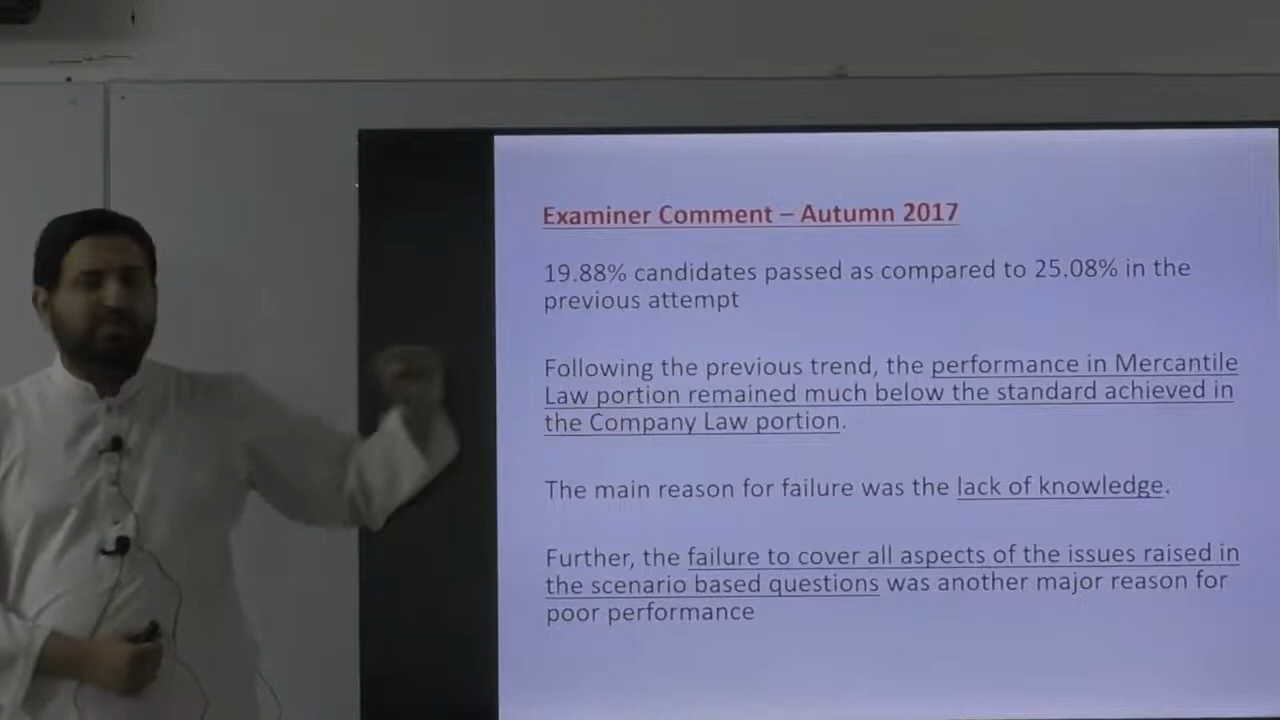 Examiner Comment – Autumn 2017
19.88% candidates passed as compared to 25.08% in the
previous attempt
Following the previous trend, the performance in Mercantile
Law portion remained much below the standard achieved in
the Company Law portion.
The main reason for failure was the lack of knowledge.
Further, the failure to cover all aspects of the issues raised in
the scenario based questions was another major reason for
poor performance